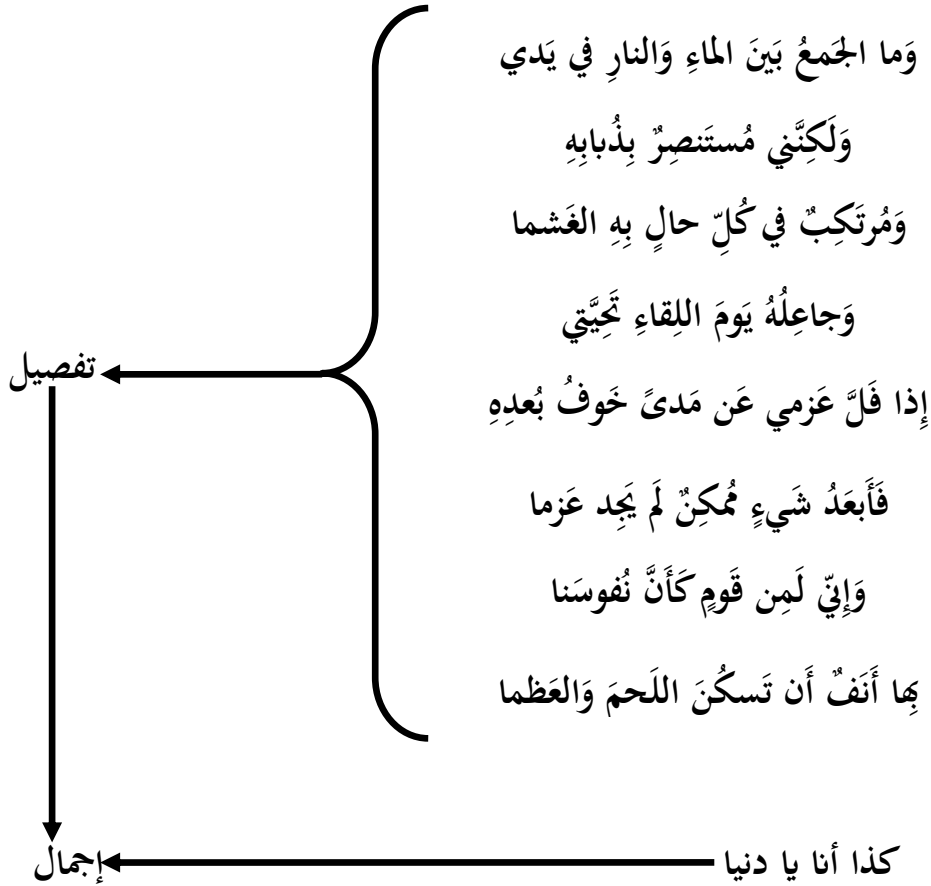 وَما الجَمعُ بَينَ الماءِ وَالنارِ في يَدي
وَلَكِنَّني مُستَنصِرٌ بِذُبابِهِ
وَمُرتَكِبٌ في كُلِّ حالٍ بِهِ الغَشما
وَجاعِلُهُ يَومَ اللِقاءِ تَحِيَّتي
تفصيل
إِذا فَلَّ عَزمي عَن مَدىً خَوفُ بُعدِهِ
فَأَبعَدُ شَيءٍ مُمكِنٌ لَم يَجِد عَزما
وَإِنّي لَمِن قَومٍ كَأَنَّ نُفوسَنا
بِها أَنَفٌ أَن تَسكُنَ اللَحمَ وَالعَظما
كذا أنا يا دنيا
إجمال